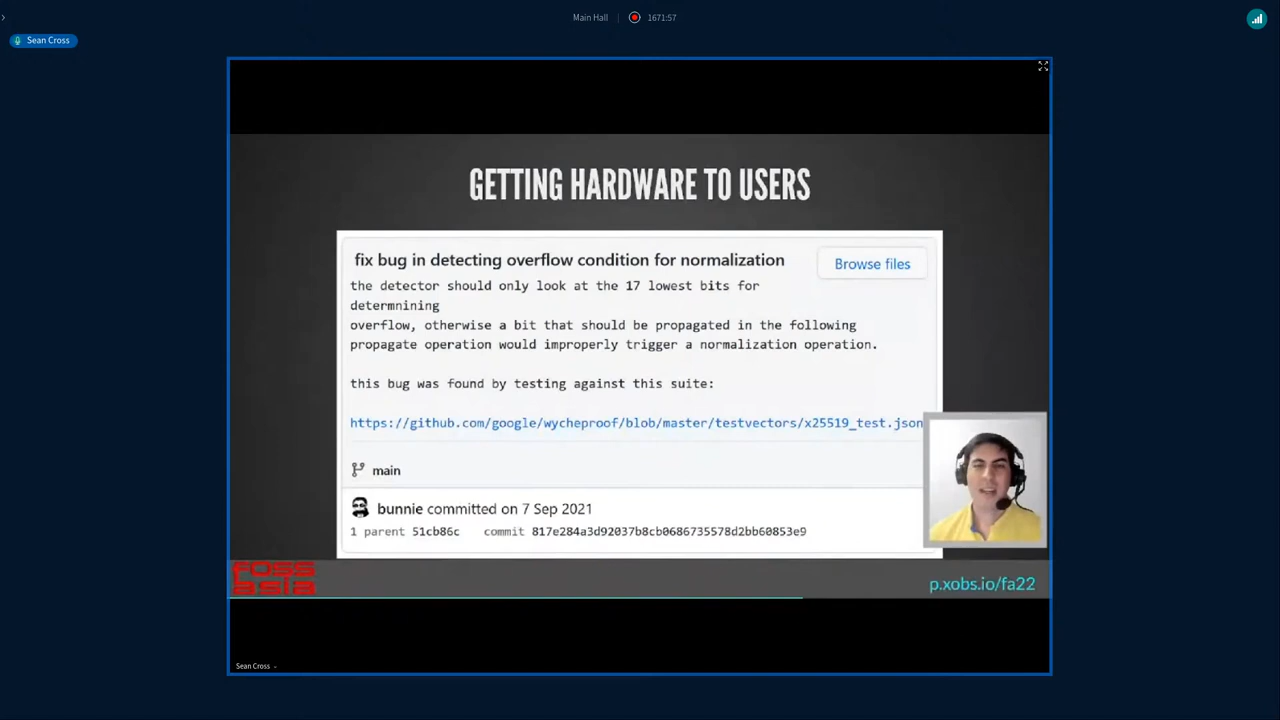 Main Hall
1671:57
Sean Cross
GETTING HARDWARE TO USERS
fix bug in detecting overflow condition for normalization
Browse files
the detector should only look at the 17 lowest bits for
determnining
overflow, otherwise a bit that should be propagated in the following
propagate operation would improperly trigger a normalization operation.
this bug was found by testing against this suite:
https://github.com/google/wycheproof/blob/master/testvectors/x25519_test.json
main
bunnie committed on 7 Sep 2021
1 parent 51cb86c commit 817e284a3d92037b8cb0686735578d2bb60853e9
FOSS
ASIA
p.xobs.io/fa22
Sean Cross